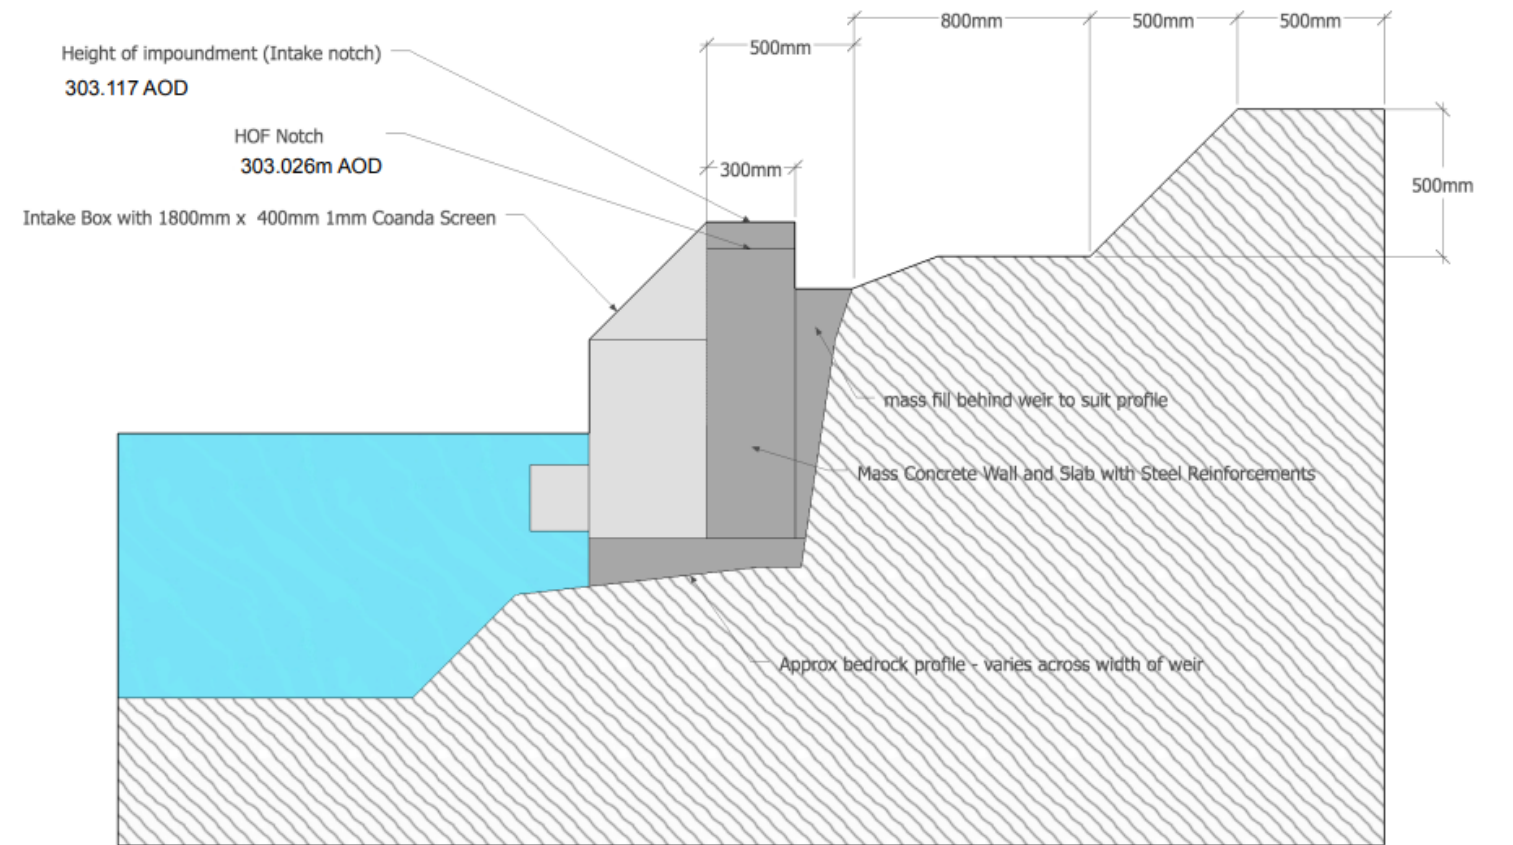 800mm
500mm
500mm
500mm
Height of impoundment (Intake notch)
303.117 AOD
HOF Notch
303.026m AOD
300mm
500mm
Intake Box with 1800mm x 400mm 1mm Coanda Screen
mass fill behind weir to suit profile
Mass Concrete Wall and Slab with Steel Reinforcements
Approx bedrock profile - varies across width of weir